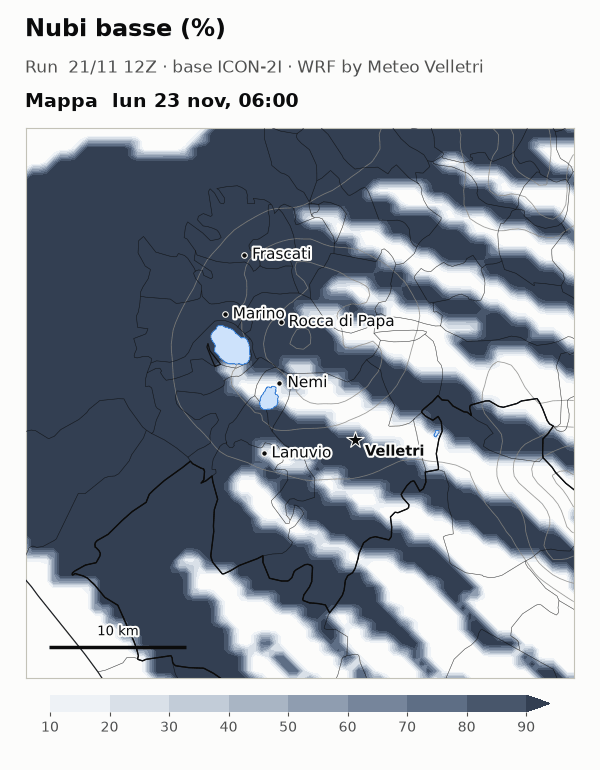 Nubi basse (%)
Run  21/11 12Z · base ICON-2I · WRF by Meteo Velletri
Mappa  lun 23 nov, 06:00
Frascati
Marino
Rocca di Papa
Nemi
Velletri
Lanuvio
10 km
10 20 30 40 50 60 70 80 90